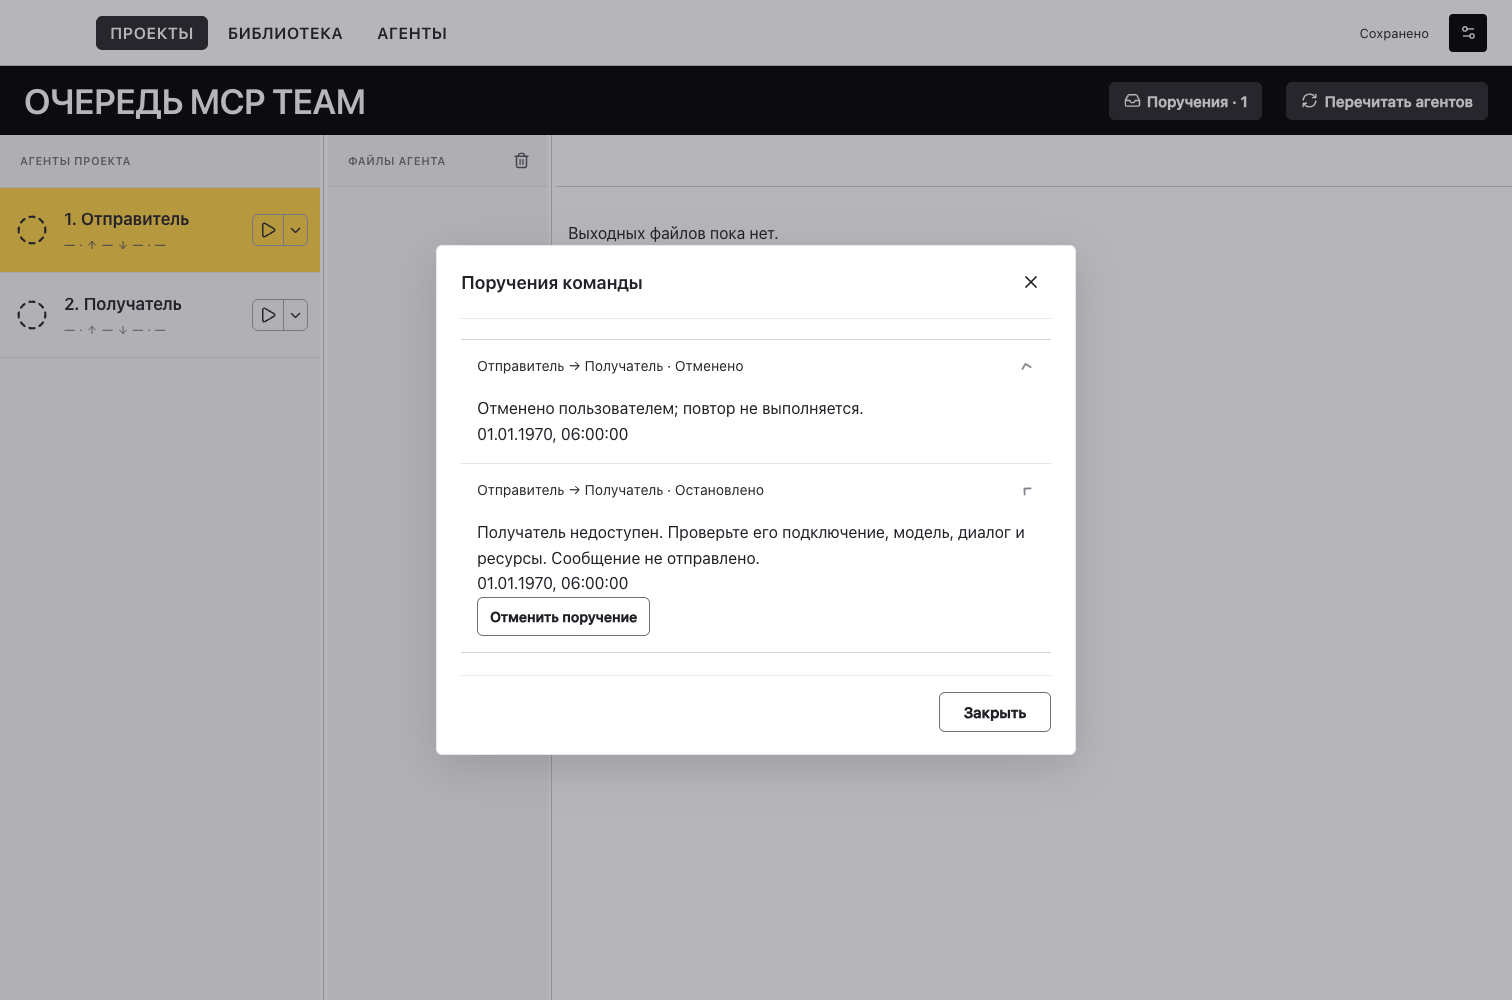 ПРОЕКТЫ БИБЛИОТЕКА АГЕНТЫ Сохранено
ОЧЕРЕДЬ MCP TEAM Поручения · 1 Перечитать агентов
АГЕНТЫ ПРОЕКТА
1. Отправитель
— · ↑ — ↓ — · —
2. Получатель
— · ↑ — ↓ — · —
ФАЙЛЫ АГЕНТА
Выходных файлов пока нет.
Поручения команды
Отправитель → Получатель · Отменено
Отменено пользователем; повтор не выполняется.
01.01.1970, 06:00:00
Отправитель → Получатель · Остановлено
Получатель недоступен. Проверьте его подключение, модель, диалог и
ресурсы. Сообщение не отправлено.
01.01.1970, 06:00:00
Отменить поручение
Закрыть